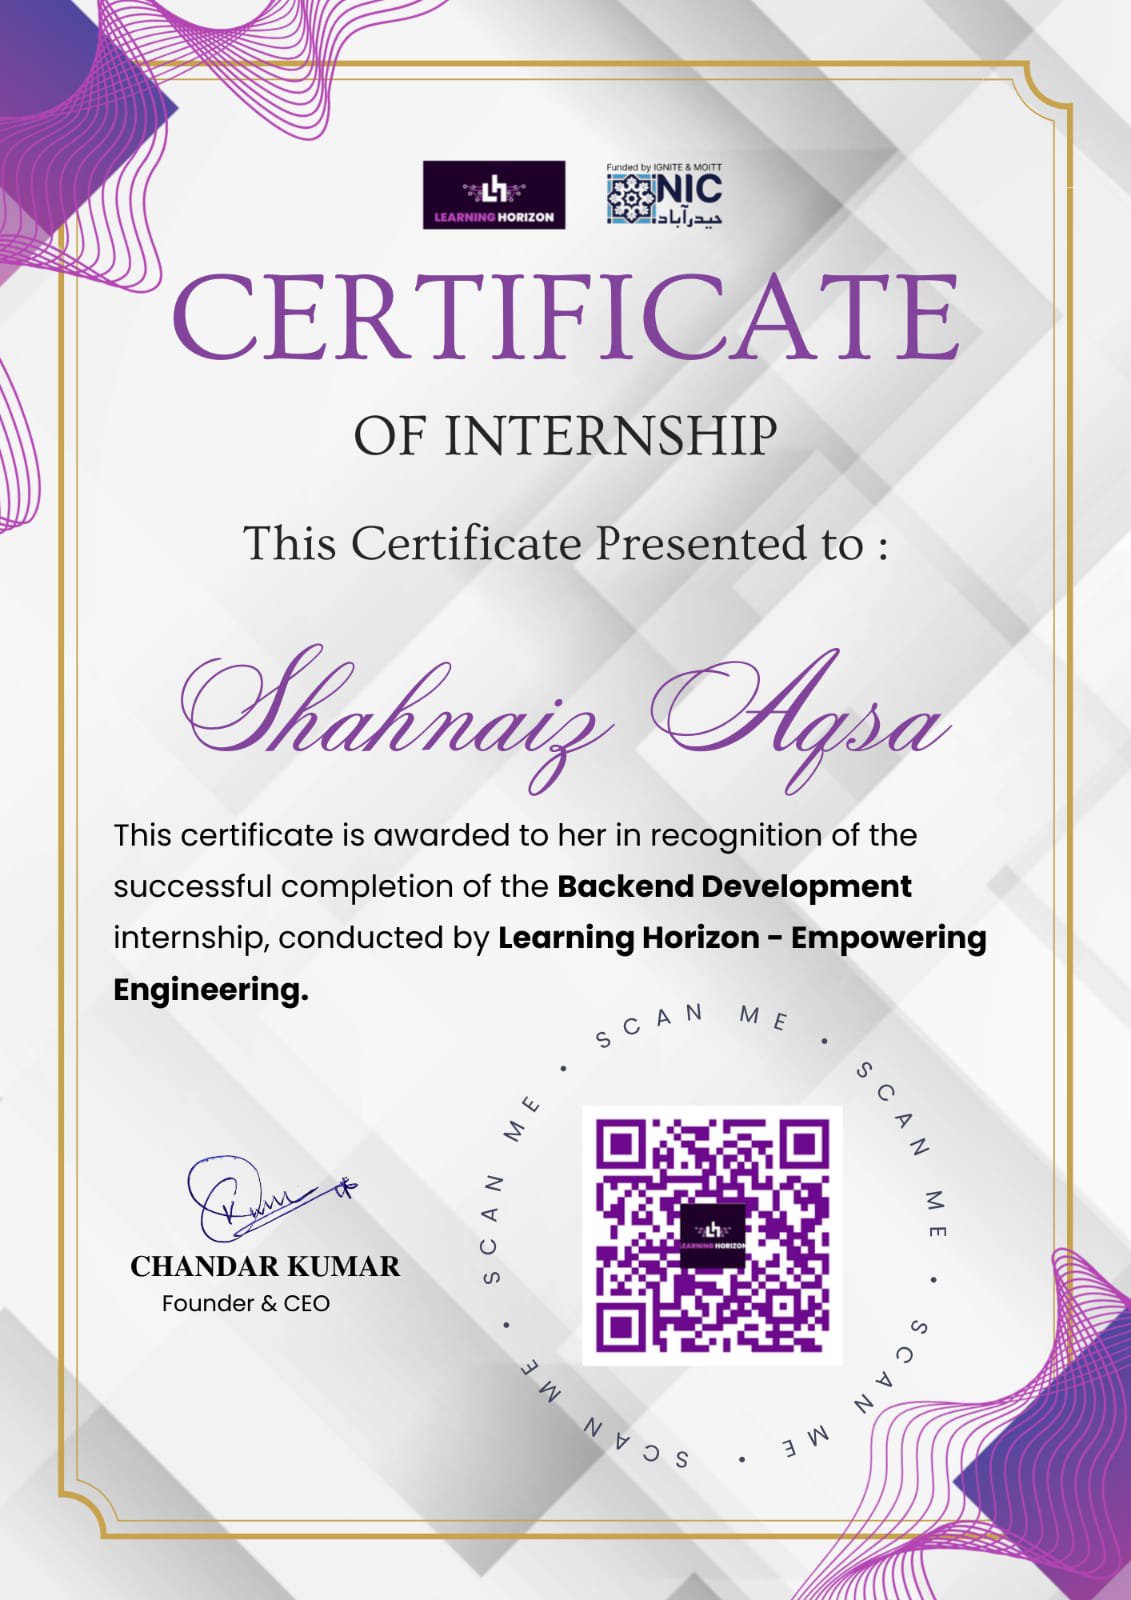 LEARNING HORIZON
Funded by IGNITE & MOITT
NIC
حیدرآباد
CERTIFICATE
OF INTERNSHIP
This Certificate Presented to :
Shahnaiz Aqsa
This certificate is awarded to her in recognition of the
successful completion of the Backend Development
internship, conducted by Learning Horizon - Empowering
Engineering.
SCAN ME • SCAN ME • SCAN ME • SCAN ME • SCAN ME •
LEARNING HORIZON
CHANDAR KUMAR
Founder & CEO